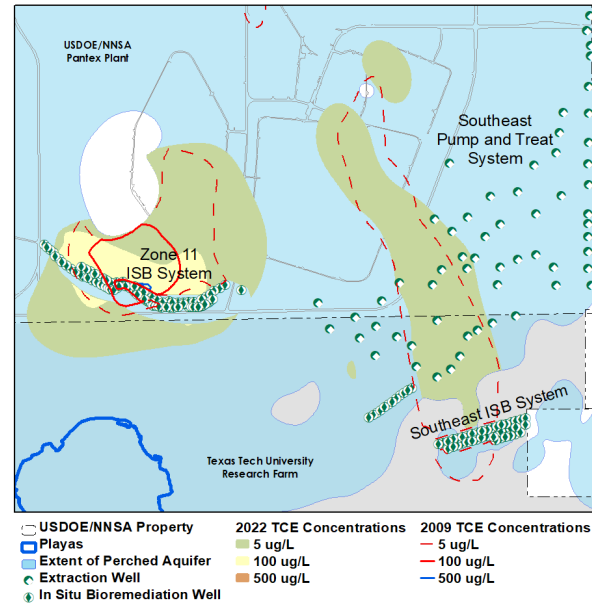 USDOE/NNSA
Pantex Plant
Southeast
Pump and Treat
System
Zone 11
ISB System
Southeast ISB System
Texas Tech University
Research Farm
USDOE/NNSA Property
Playas
Extent of Perched Aquifer
Extraction Well
In Situ Bioremediation Well
2022 TCE Concentrations
5 ug/L
100 ug/L
500 ug/L
2009 TCE Concentrations
5 ug/L
100 ug/L
500 ug/L